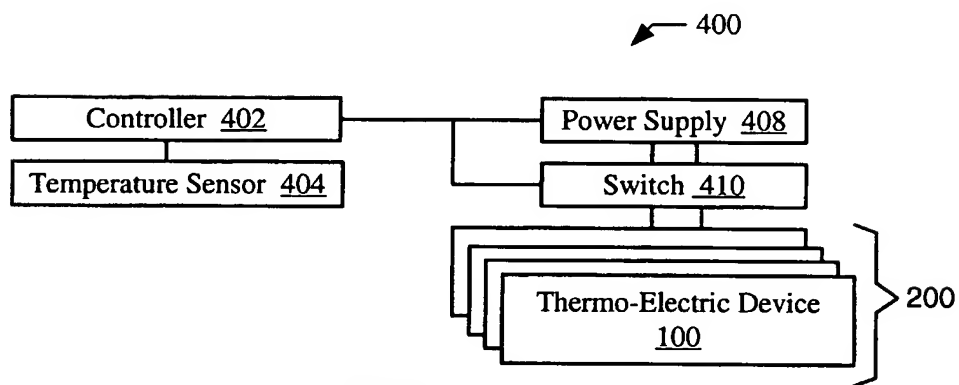 400
Controller 402
Power Supply 408
Temperature Sensor 404
Switch 410
Thermo-Electric Device
100
200